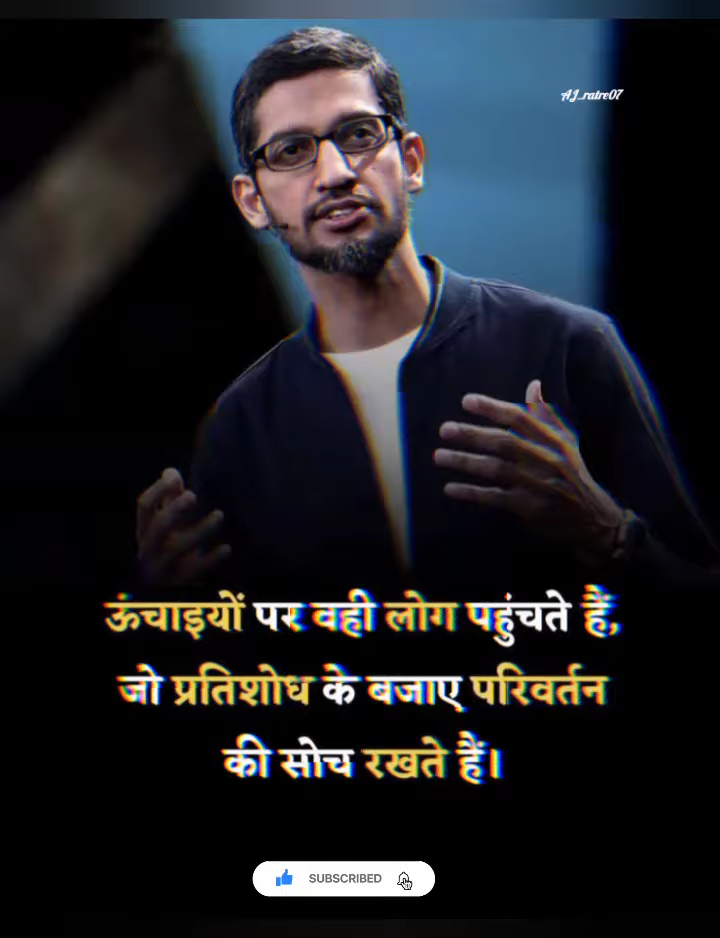 AJ_ratre07
ऊंचाइयों पर वही लोग पहुंचते हैं,
जो प्रतिशोध के बजाए परिवर्तन
की सोच रखते हैं।
SUBSCRIBED